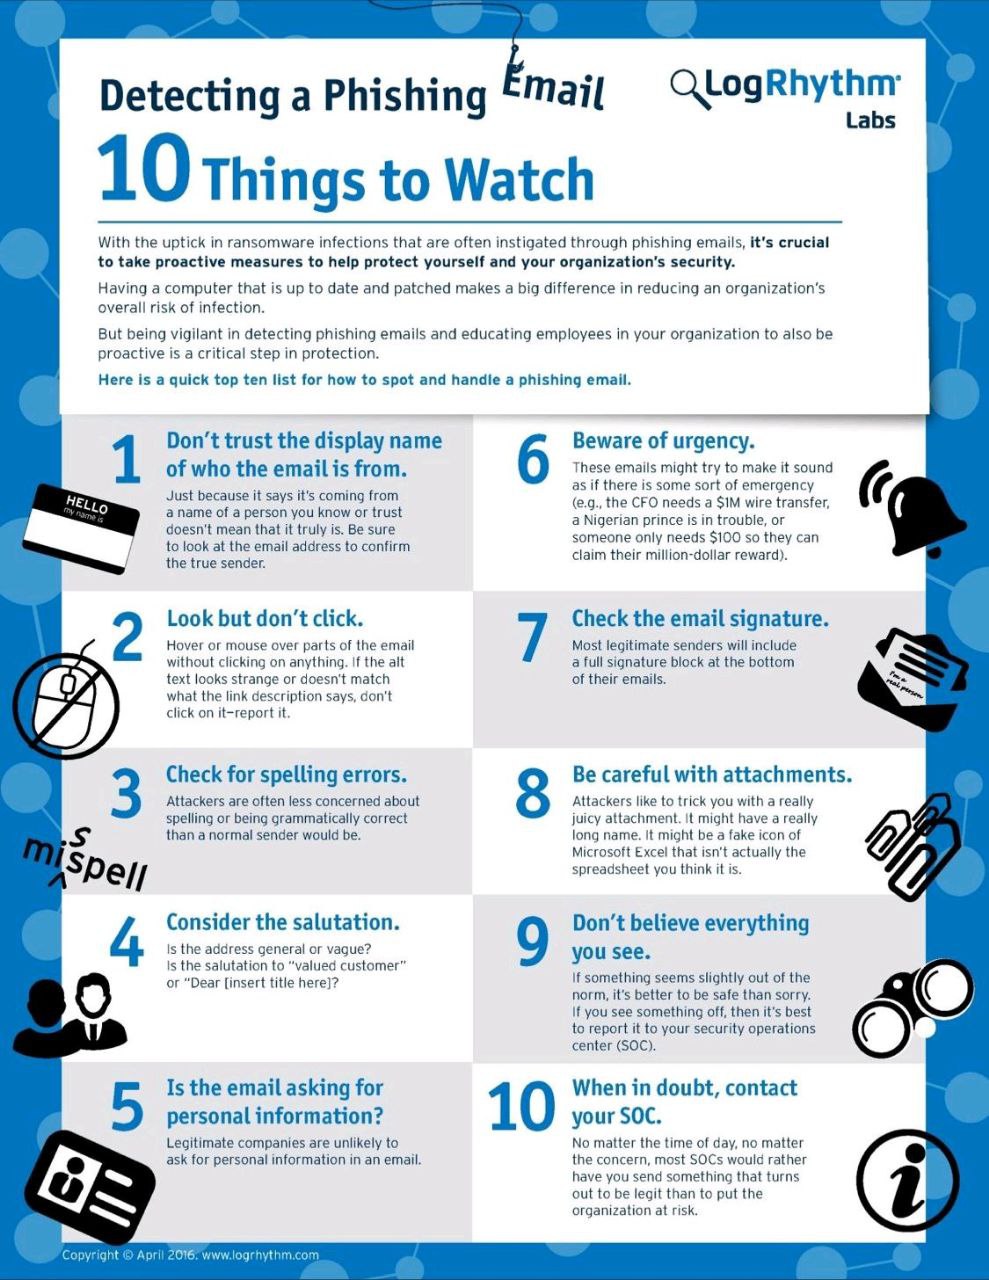 Detecting a Phishing Email
LogRhythm
Labs
10 Things to Watch
With the uptick in ransomware infections that are often instigated through phishing emails, it's crucial
to take proactive measures to help protect yourself and your organization's security.
Having a computer that is up to date and patched makes a big difference in reducing an organization's
overall risk of infection.
But being vigilant in detecting phishing emails and educating employees in your organization to also be
proactive is a critical step in protection.
Here is a quick top ten list for how to spot and handle a phishing email.
1
Don't trust the display name
of who the email is from.
Just because it says it's coming from
a name of a person you know or trust
doesn't mean that it truly is. Be sure
to look at the email address to confirm
the true sender.
HELLO
my name is
2
Look but don't click.
Hover or mouse over parts of the email
without clicking on anything. If the alt
text looks strange or doesn't match
what the link description says, don't
click on it—report it.
3
Check for spelling errors.
Attackers are often less concerned about
spelling or being grammatically correct
than a normal sender would be.
s
mispell
4
Consider the salutation.
Is the address general or vague?
Is the salutation to "valued customer"
or "Dear [insert title here]?
5
Is the email asking for
personal information?
Legitimate companies are unlikely to
ask for personal information in an email.
6
Beware of urgency.
These emails might try to make it sound
as if there is some sort of emergency
(e.g., the CFO needs a $1M wire transfer,
a Nigerian prince is in trouble, or
someone only needs $100 so they can
claim their million-dollar reward).
7
Check the email signature.
Most legitimate senders will include
a full signature block at the bottom
of their emails.
I'm a
real person
8
Be careful with attachments.
Attackers like to trick you with a really
juicy attachment. It might have a really
long name. It might be a fake icon of
Microsoft Excel that isn't actually the
spreadsheet you think it is.
9
Don't believe everything
you see.
If something seems slightly out of the
norm, it's better to be safe than sorry.
If you see something off, then it's best
to report it to your security operations
center (SOC).
10
When in doubt, contact
your SOC.
No matter the time of day, no matter
the concern, most SOCs would rather
have you send something that turns
out to be legit than to put the
organization at risk.
i
Copyright © April 2016. www.logrhythm.com